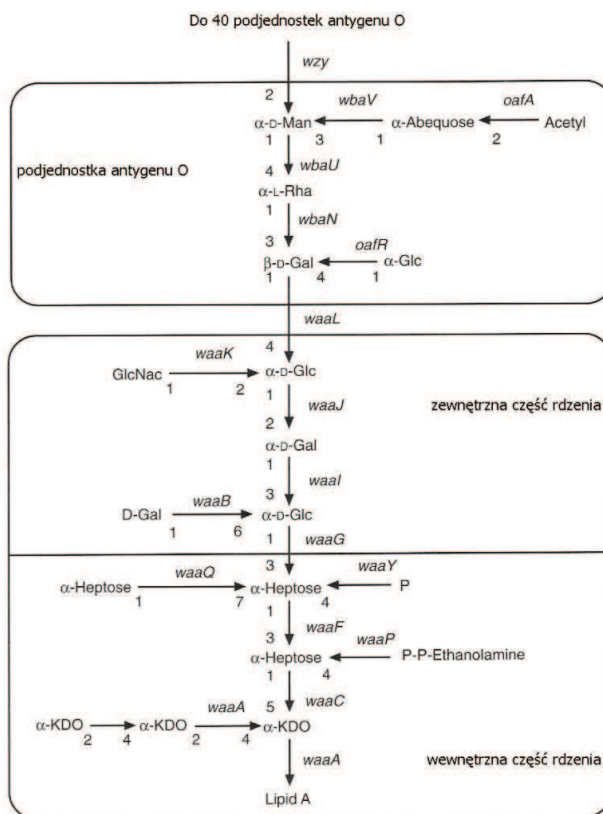 Do 40 podjednostek antygenu O
wzy
2 wbaV oafA
α-D-Man α-Abequose Acetyl
1 3 1 2
podjednostka antygenu O
wbaU
4
α-L-Rha
1
wbaN
3 oafR
β-D-Gal α-Glc
1 4 1
waaL
waaK 4
GlcNac α-D-Glc
1 2 1
waaJ zewnętrzna część rdzenia
2
α-D-Gal
1
waaI
waaB 3
D-Gal α-D-Glc
1 6 1 waaG
waaQ 3 waaY
α-Heptose α-Heptose P
1 7 1 4
waaF
3 waaP
α-Heptose P-P-Ethanolamine
1 4
waaC
waaA 5
α-KDO α-KDO α-KDO
2 4 2 4
waaA wewnętrzna część rdzenia
Lipid A